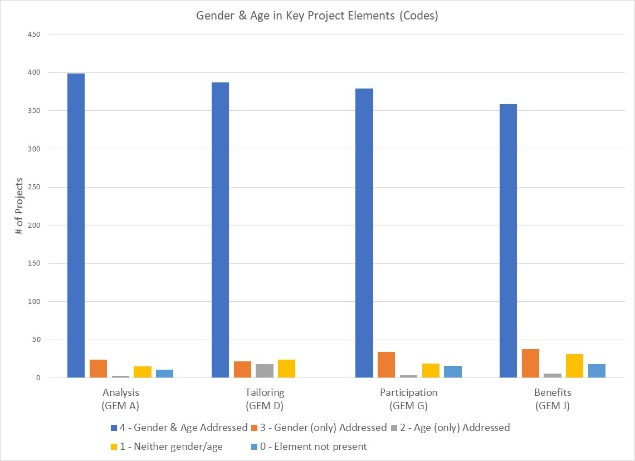 Gender & Age in Key Project Elements (Codes)
450
400
350
300
250
200
150
100
50
0
# of Projects
Analysis
(GEM A)
Tailoring
(GEM D)
Participation
(GEM G)
Benefits
(GEM J)
4 - Gender & Age Addressed 3 - Gender (only) Addressed 2 - Age (only) Addressed
1 - Neither gender/age 0 - Element not present